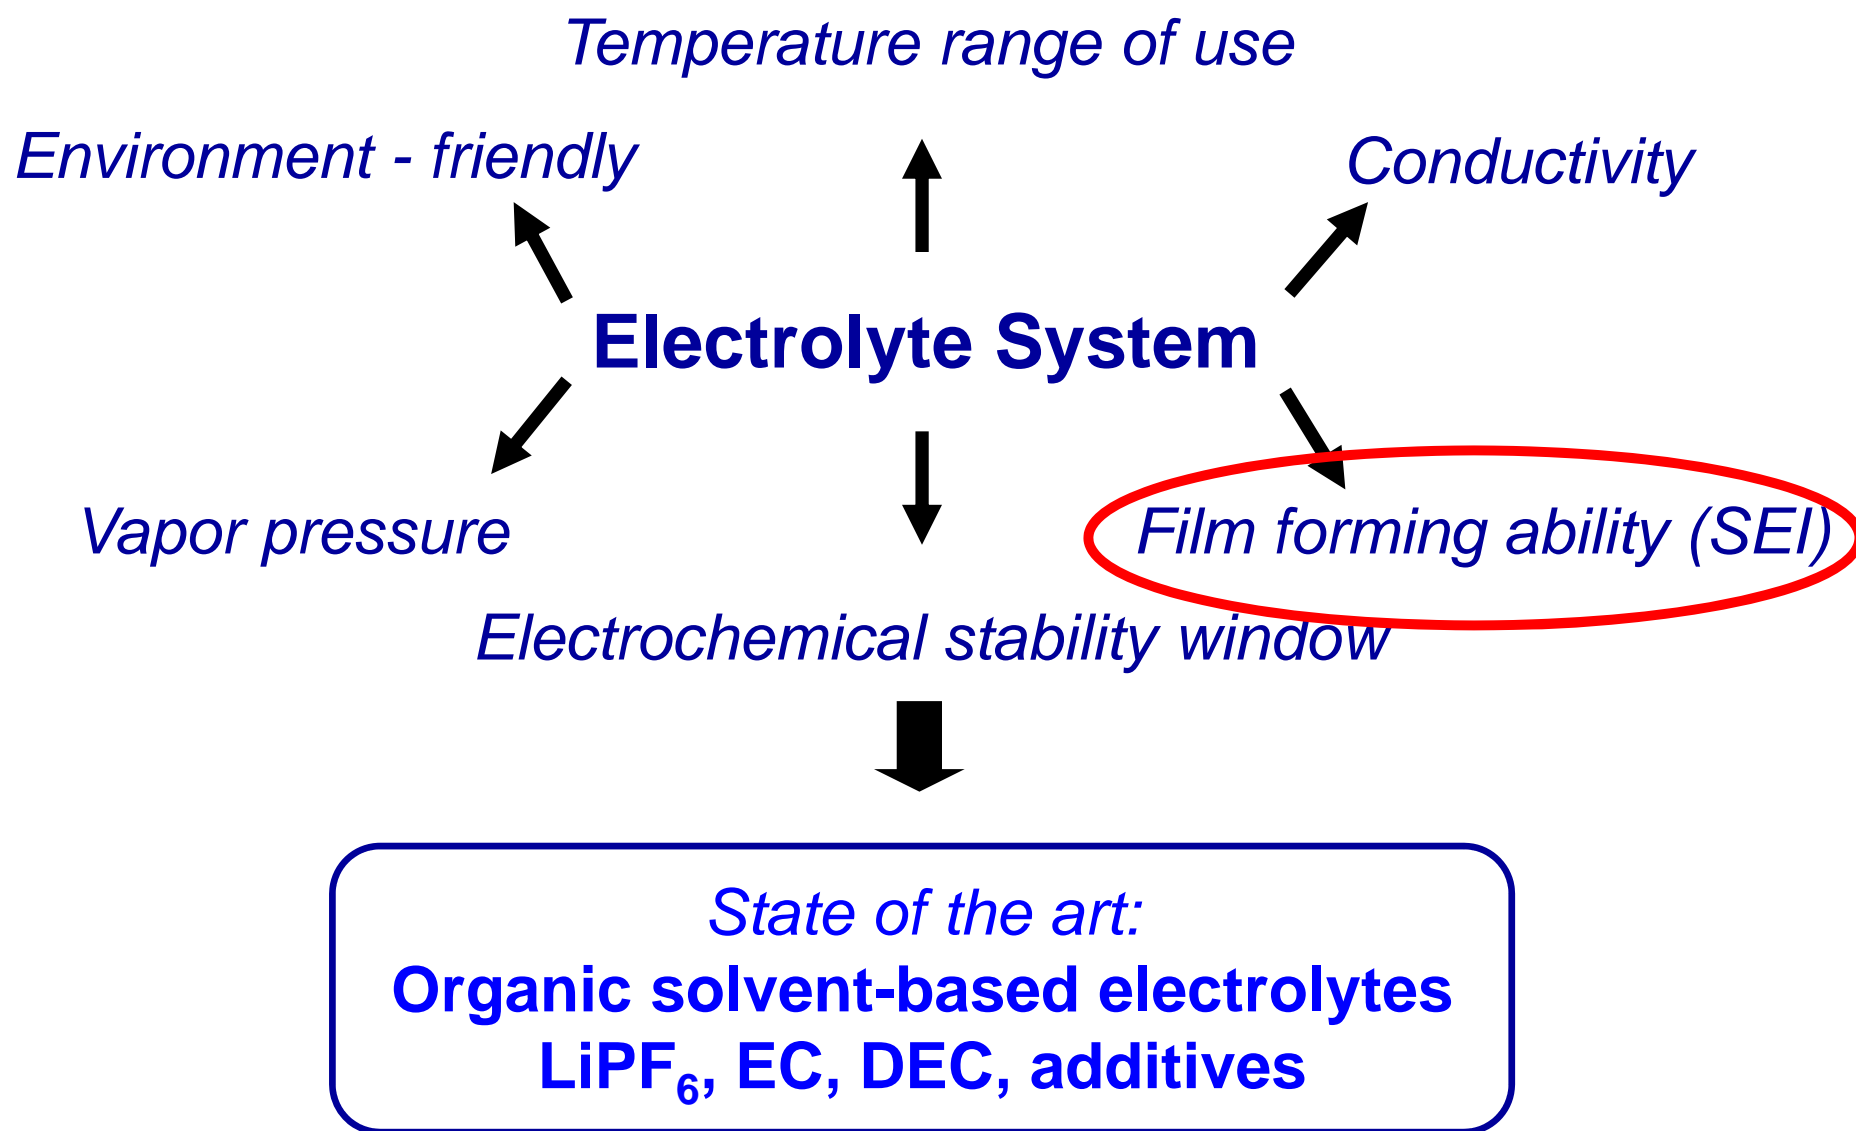 Temperature range of use
Environment - friendly
Conductivity
Electrolyte System
Vapor pressure
Film forming ability (SEI)
Electrochemical stability window
State of the art:
Organic solvent-based electrolytes
LiPF₆, EC, DEC, additives